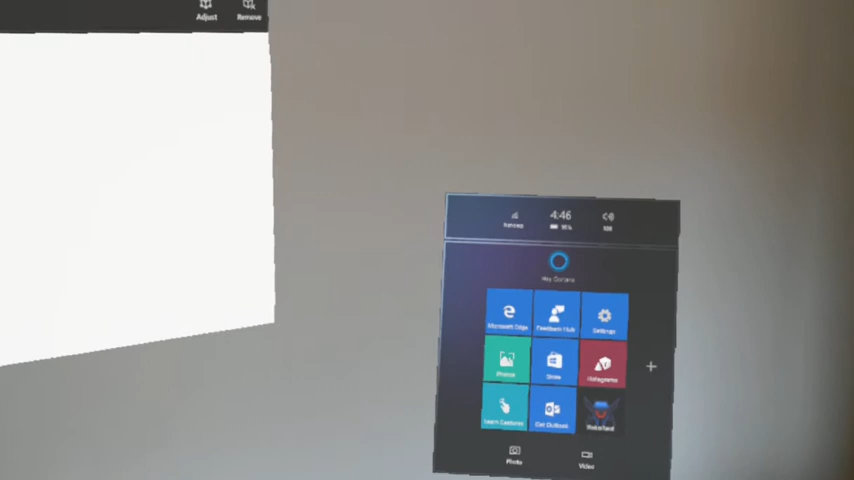 Adjust Remove
4:46
Hey Cortana
Microsoft Edge Feedback Hub Settings
Photos Store Holograms
Learn Gestures Get Outlook
Photo Video